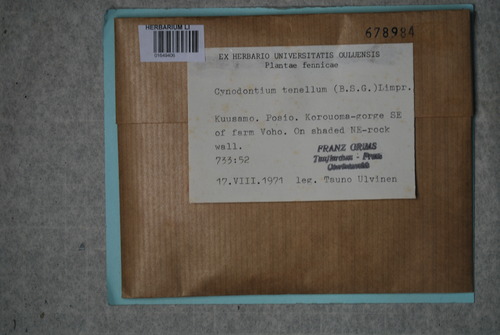 HERBARIUM LI
678984
EX HERBARIO UNIVERSITATIS OULUENSIS
Plantae fennicae
Cynodontium tenellum (B.S.G.)Limpr.
Kuusamo. Posio. Korouoma-gorge SE
of farm Voho. On shaded NE-rock
wall.
733:52
FRANZ GRIMS
17.VIII.1971 leg. Tauno Ulvinen